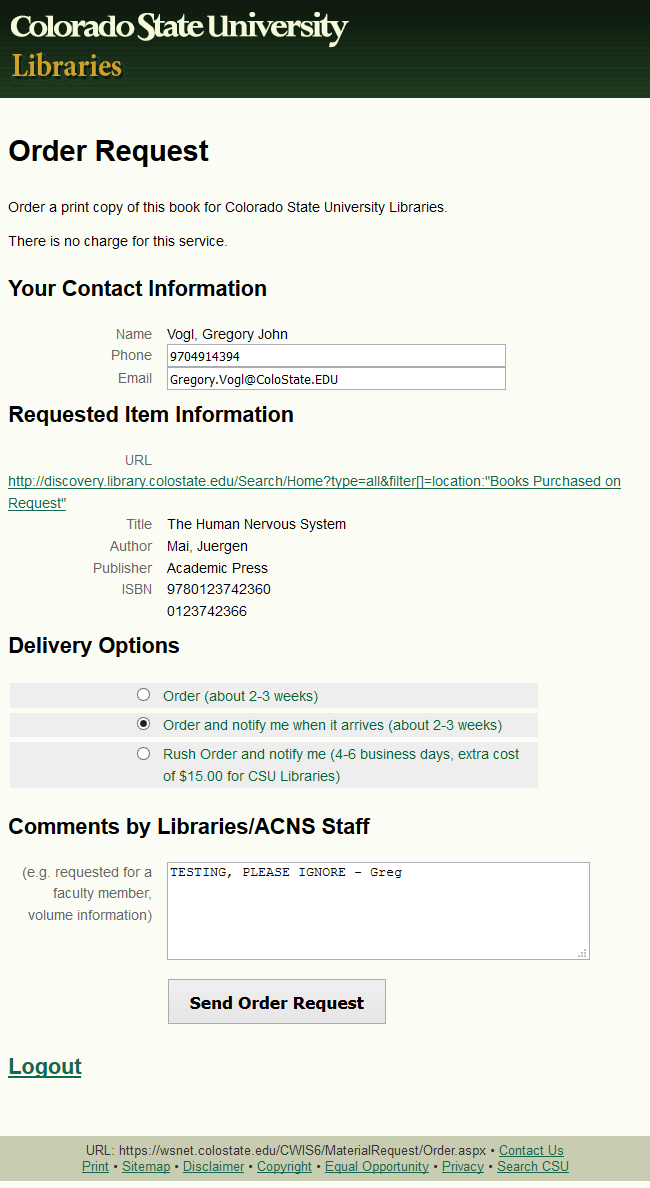 Colorado State University
Libraries
Order Request
Order a print copy of this book for Colorado State University Libraries.
There is no charge for this service.
Your Contact Information
Name Vogl, Gregory John
Phone 9704914394
Email Gregory.Vogl@ColoState.EDU
Requested Item Information
URL
http://discovery.library.colostate.edu/Search/Home?type=all&filter[]=location:"Books Purchased on
Request"
Title The Human Nervous System
Author Mai, Juergen
Publisher Academic Press
ISBN 9780123742360
0123742366
Delivery Options
Order (about 2-3 weeks)
Order and notify me when it arrives (about 2-3 weeks)
Rush Order and notify me (4-6 business days, extra cost
of $15.00 for CSU Libraries)
Comments by Libraries/ACNS Staff
(e.g. requested for a TESTING, PLEASE IGNORE - Greg
faculty member,
volume information)
Send Order Request
Logout
URL: https://wsnet.colostate.edu/CWIS6/MaterialRequest/Order.aspx • Contact Us
Print • Sitemap • Disclaimer • Copyright • Equal Opportunity • Privacy • Search CSU